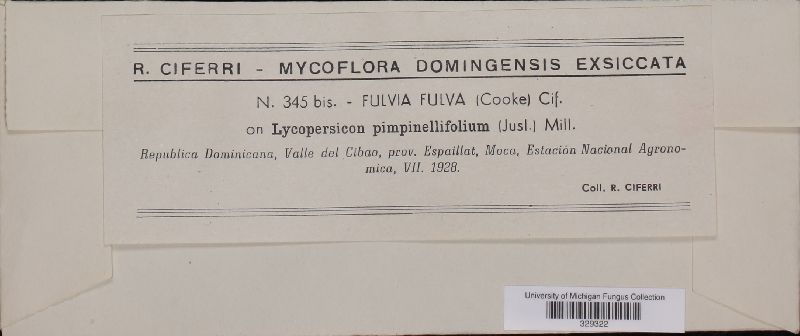 R. CIFERRI - MYCOFLORA DOMINGENSIS EXSICCATA
N. 345 bis. - FULVIA FULVA (Cooke) Cif.
on Lycopersicon pimpinellifolium (Jusl.) Mill.
Republica Dominicana, Valle del Cibao, prov. Espaillat, Moca, Estación Nacional Agrono-
mica, VII. 1928.
Coll. R. CIFERRI
University of Michigan Fungus Collection
329322